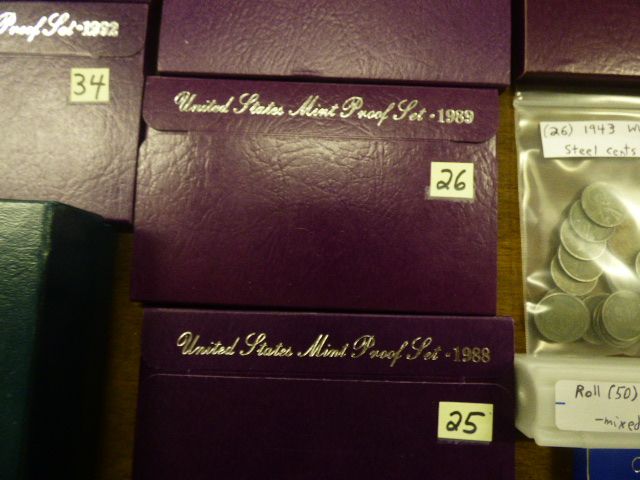 Proof Set · 1992
34
United States Mint Proof Set · 1989
26
(26) 1943
Steel cents
United States Mint Proof Set · 1988
25
Roll (50)
-mixed